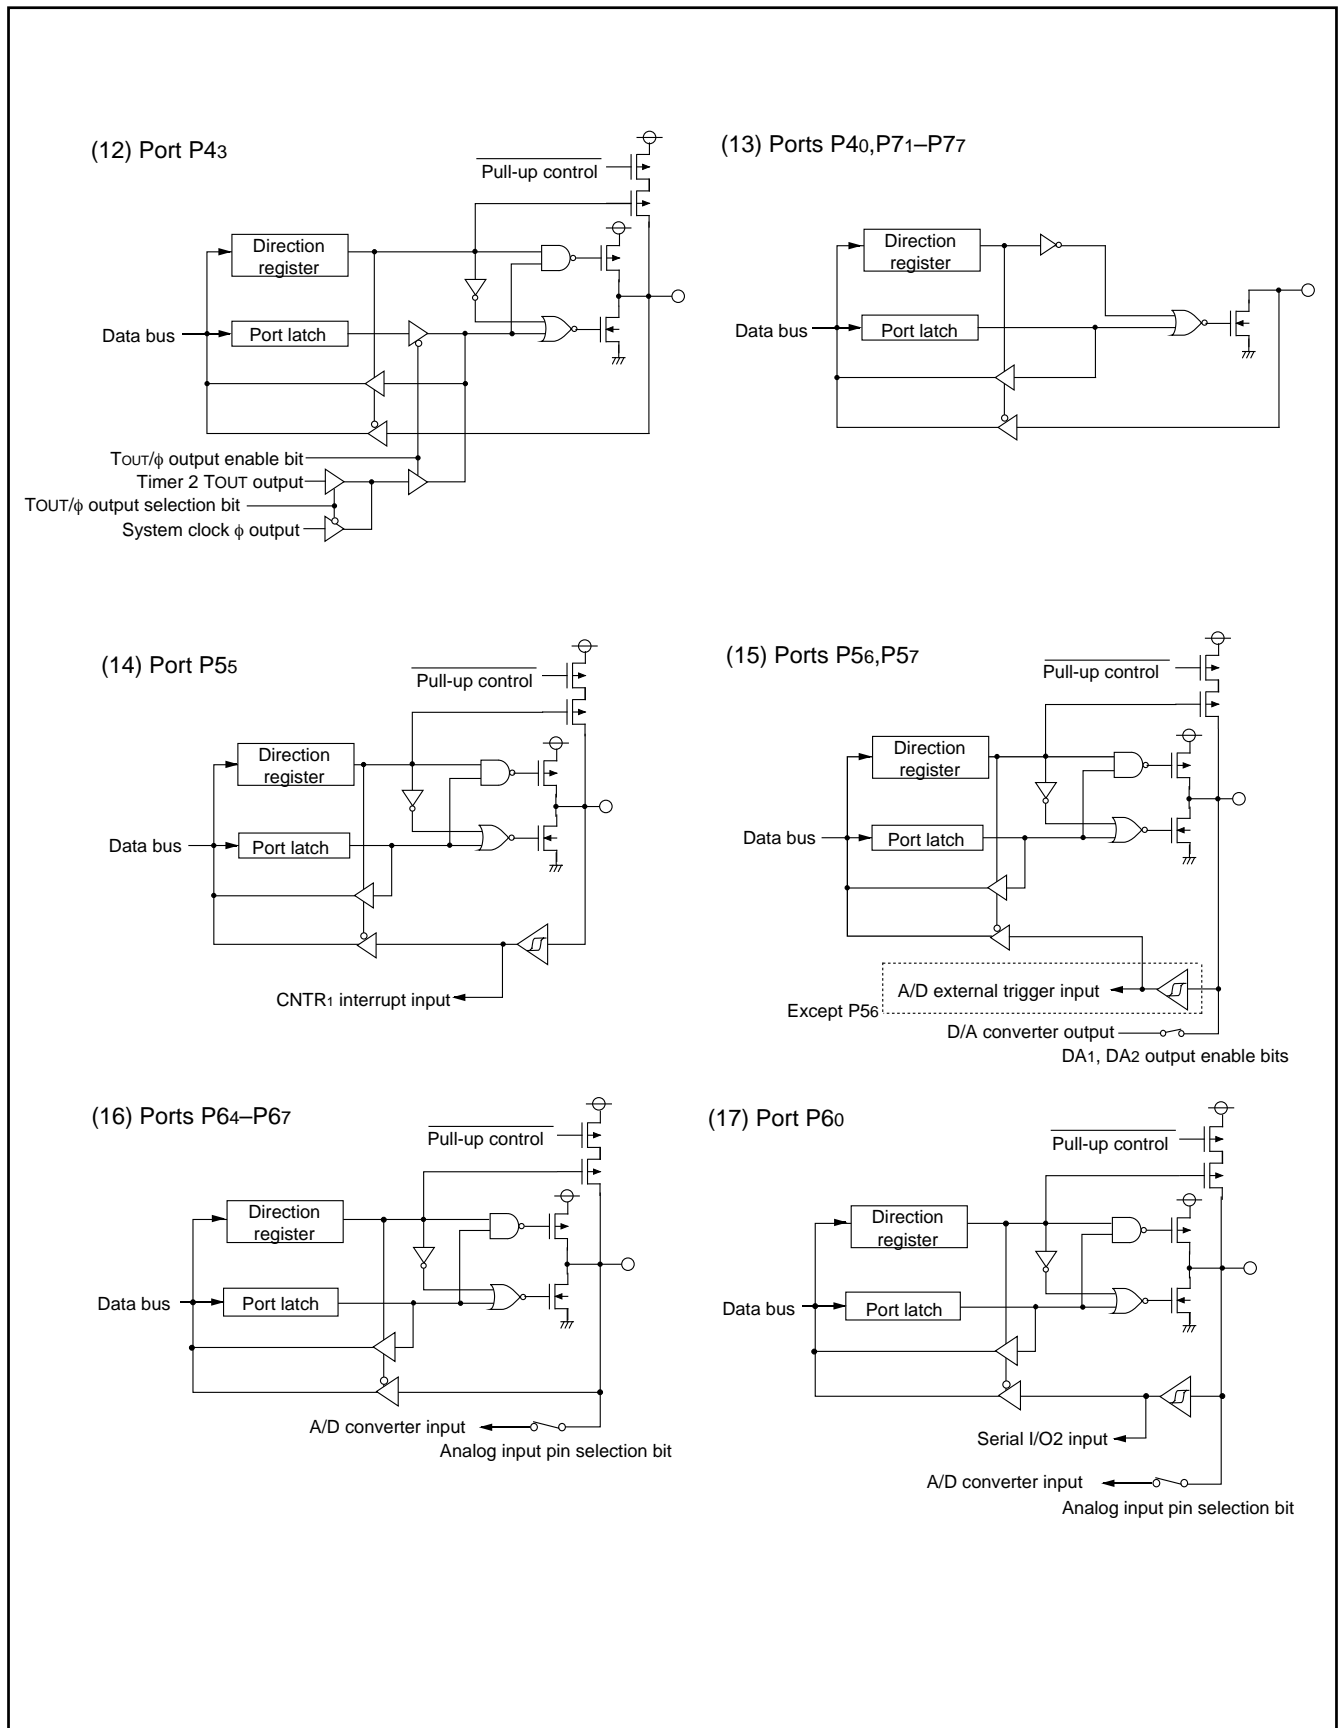 (12) Port P43
Pull-up control
Direction
register
Data bus
Port latch
TOUT/ϕ output enable bit
Timer 2 TOUT output
TOUT/ϕ output selection bit
System clock ϕ output
(13) Ports P40,P71–P77
Direction
register
Data bus
Port latch
(14) Port P55
Pull-up control
Direction
register
Data bus
Port latch
CNTR1 interrupt input
(15) Ports P56,P57
Pull-up control
Direction
register
Data bus
Port latch
A/D external trigger input
Except P56
D/A converter output
DA1, DA2 output enable bits
(16) Ports P64–P67
Pull-up control
Direction
register
Data bus
Port latch
A/D converter input
Analog input pin selection bit
(17) Port P60
Pull-up control
Direction
register
Data bus
Port latch
Serial I/O2 input
A/D converter input
Analog input pin selection bit